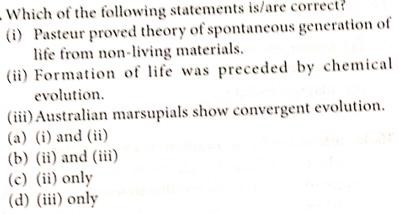 . Which of the following statements is/are correct?
(i) Pasteur proved theory of spontaneous generation of
life from non-living materials.
(ii) Formation of life was preceded by chemical
evolution.
(iii) Australian marsupials show convergent evolution.
(a) (i) and (ii)
(b) (ii) and (iii)
(c) (ii) only
(d) (iii) only